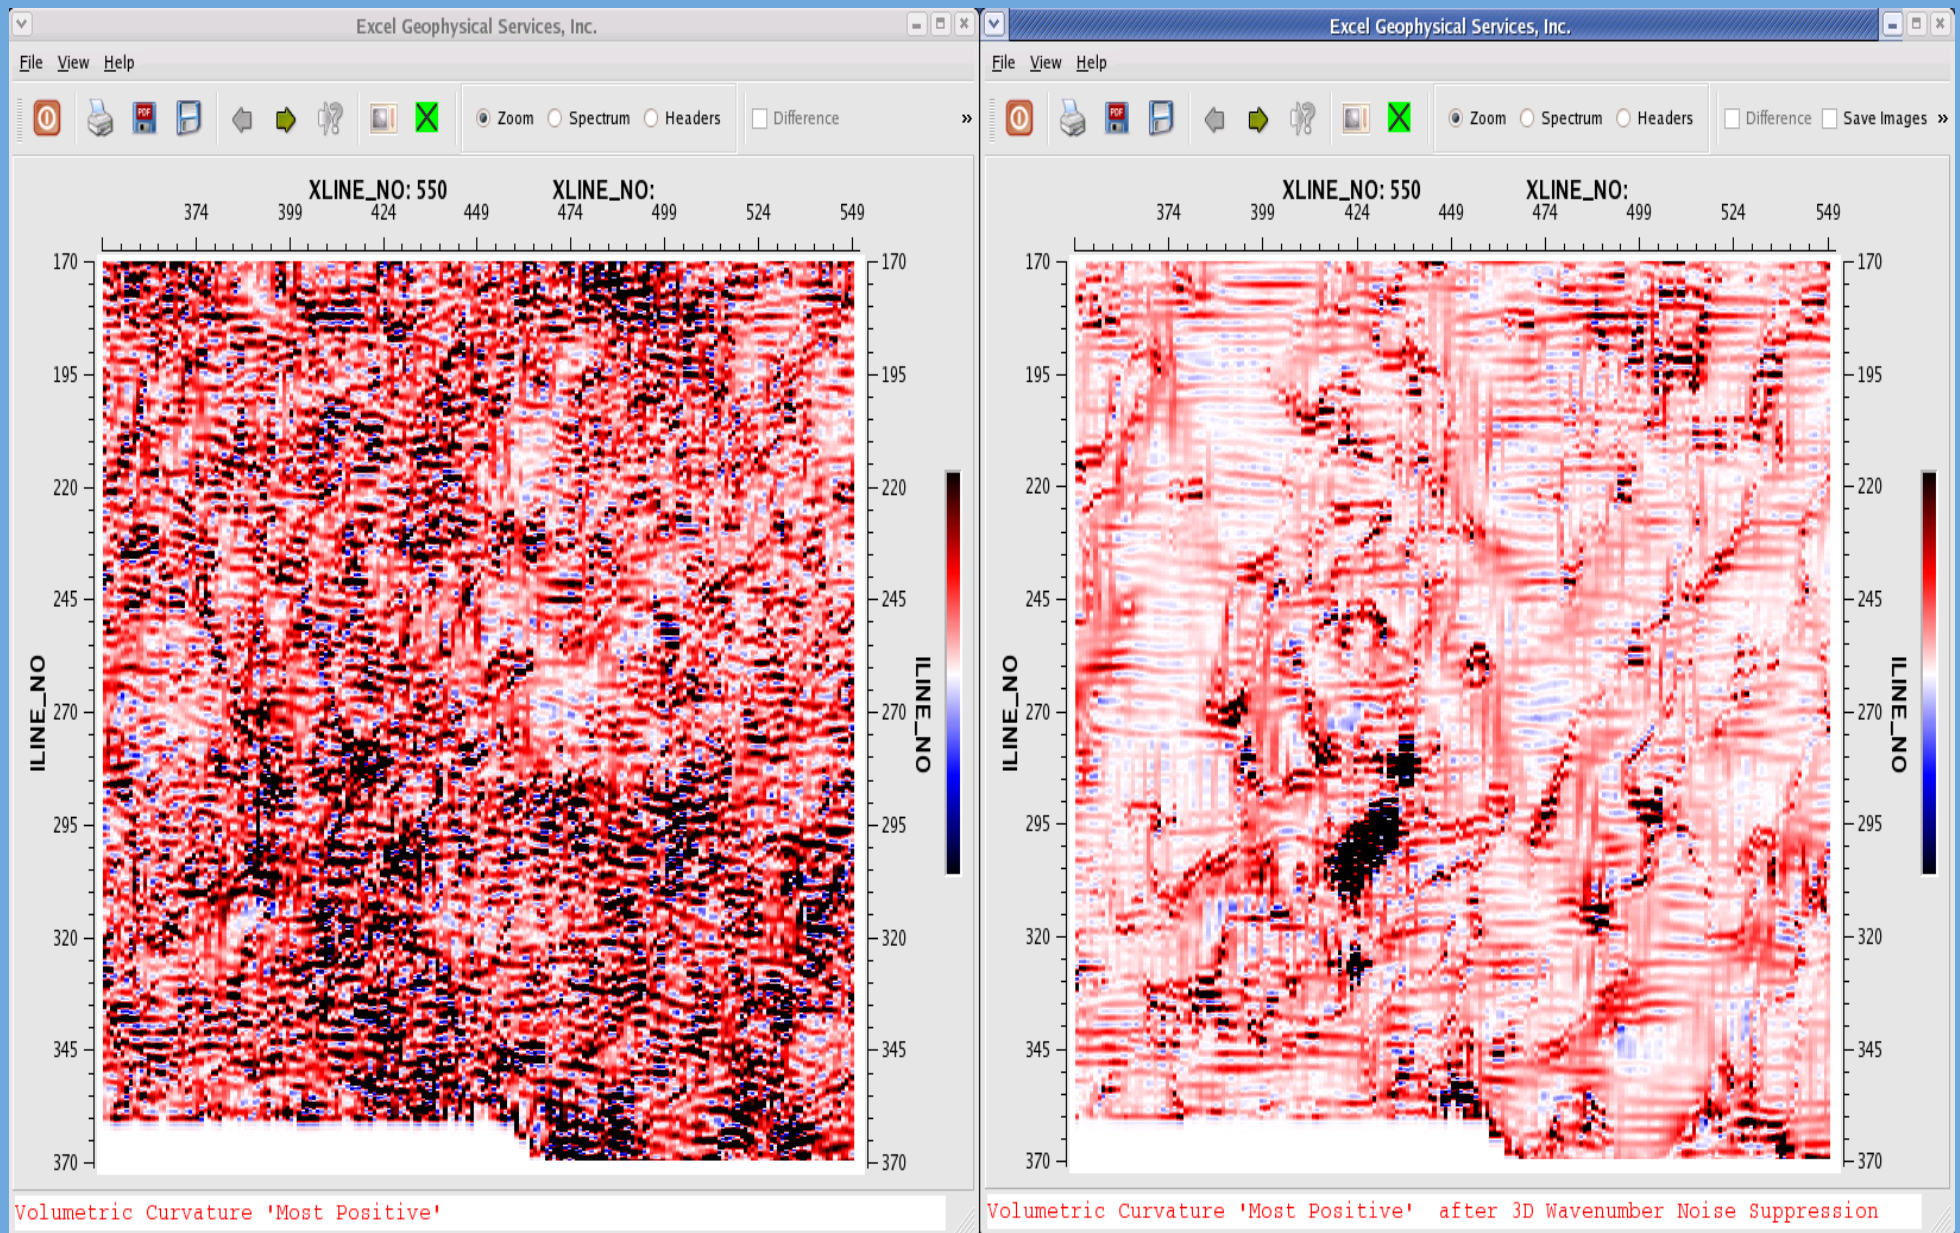 Excel Geophysical Services, Inc.
File View Help
PDF
Zoom Spectrum Headers Difference »
XLINE_NO: 550 XLINE_NO:
374 399 424 449 474 499 524 549
170 170
195 195
220 220
245 245
270 270
295 295
320 320
345 345
370 370
ILINE_NO
ILINE_NO
Volumetric Curvature 'Most Positive'
Excel Geophysical Services, Inc.
File View Help
PDF
Zoom Spectrum Headers Difference Save Images »
XLINE_NO: 550 XLINE_NO:
374 399 424 449 474 499 524 549
170 170
195 195
220 220
245 245
270 270
295 295
320 320
345 345
370 370
ILINE_NO
ILINE_NO
Volumetric Curvature 'Most Positive' after 3D Wavenumber Noise Suppression